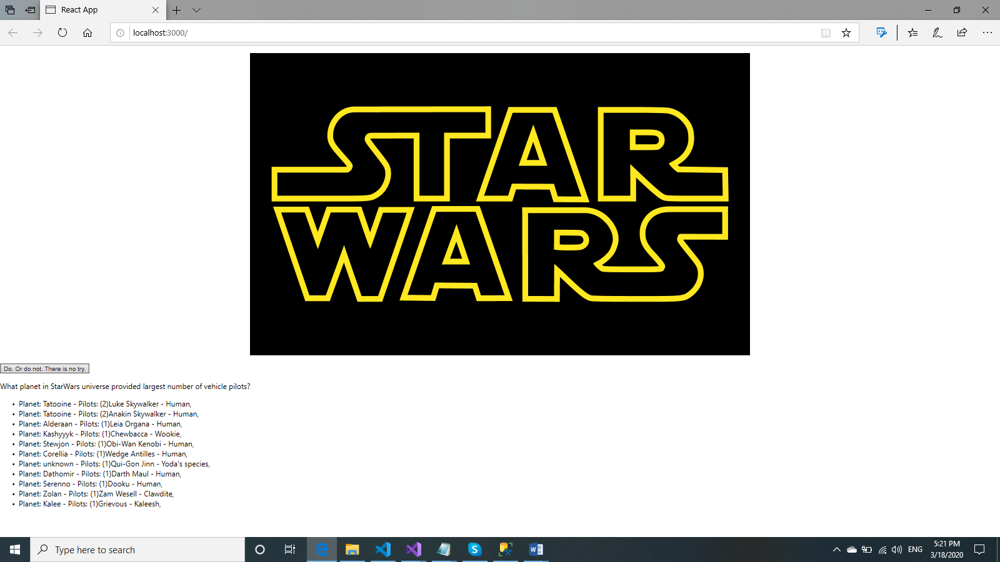 React App
localhost:3000/
STAR
WARS
Do. Or do not. There is no try.
What planet in StarWars universe provided largest number of vehicle pilots?
• Planet: Tatooine - Pilots: (2)Luke Skywalker - Human,
• Planet: Tatooine - Pilots: (2)Anakin Skywalker - Human,
• Planet: Alderaan - Pilots: (1)Leia Organa - Human,
• Planet: Kashyyyk - Pilots: (1)Chewbacca - Wookie,
• Planet: Stewjon - Pilots: (1)Obi-Wan Kenobi - Human,
• Planet: Corellia - Pilots: (1)Wedge Antilles - Human,
• Planet: unknown - Pilots: (1)Qui-Gon Jinn - Yoda's species,
• Planet: Dathomir - Pilots: (1)Darth Maul - Human,
• Planet: Serenno - Pilots: (1)Dooku - Human,
• Planet: Zolan - Pilots: (1)Zam Wesell - Clawdite,
• Planet: Kalee - Pilots: (1)Grievous - Kaleesh,
Type here to search
ENG
5:21 PM
3/18/2020